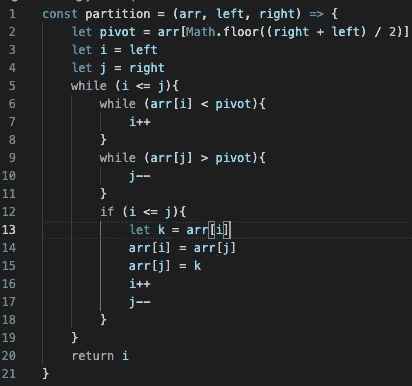 1 const partition = (arr, left, right) => {
2     let pivot = arr[Math.floor((right + left) / 2)]
3     let i = left
4     let j = right
5     while (i <= j){
6         while (arr[i] < pivot){
7             i++
8         }
9         while (arr[j] > pivot){
10             j--
11         }
12         if (i <= j){
13             let k = arr[i]
14             arr[i] = arr[j]
15             arr[j] = k
16             i++
17             j--
18         }
19     }
20     return i
21 }